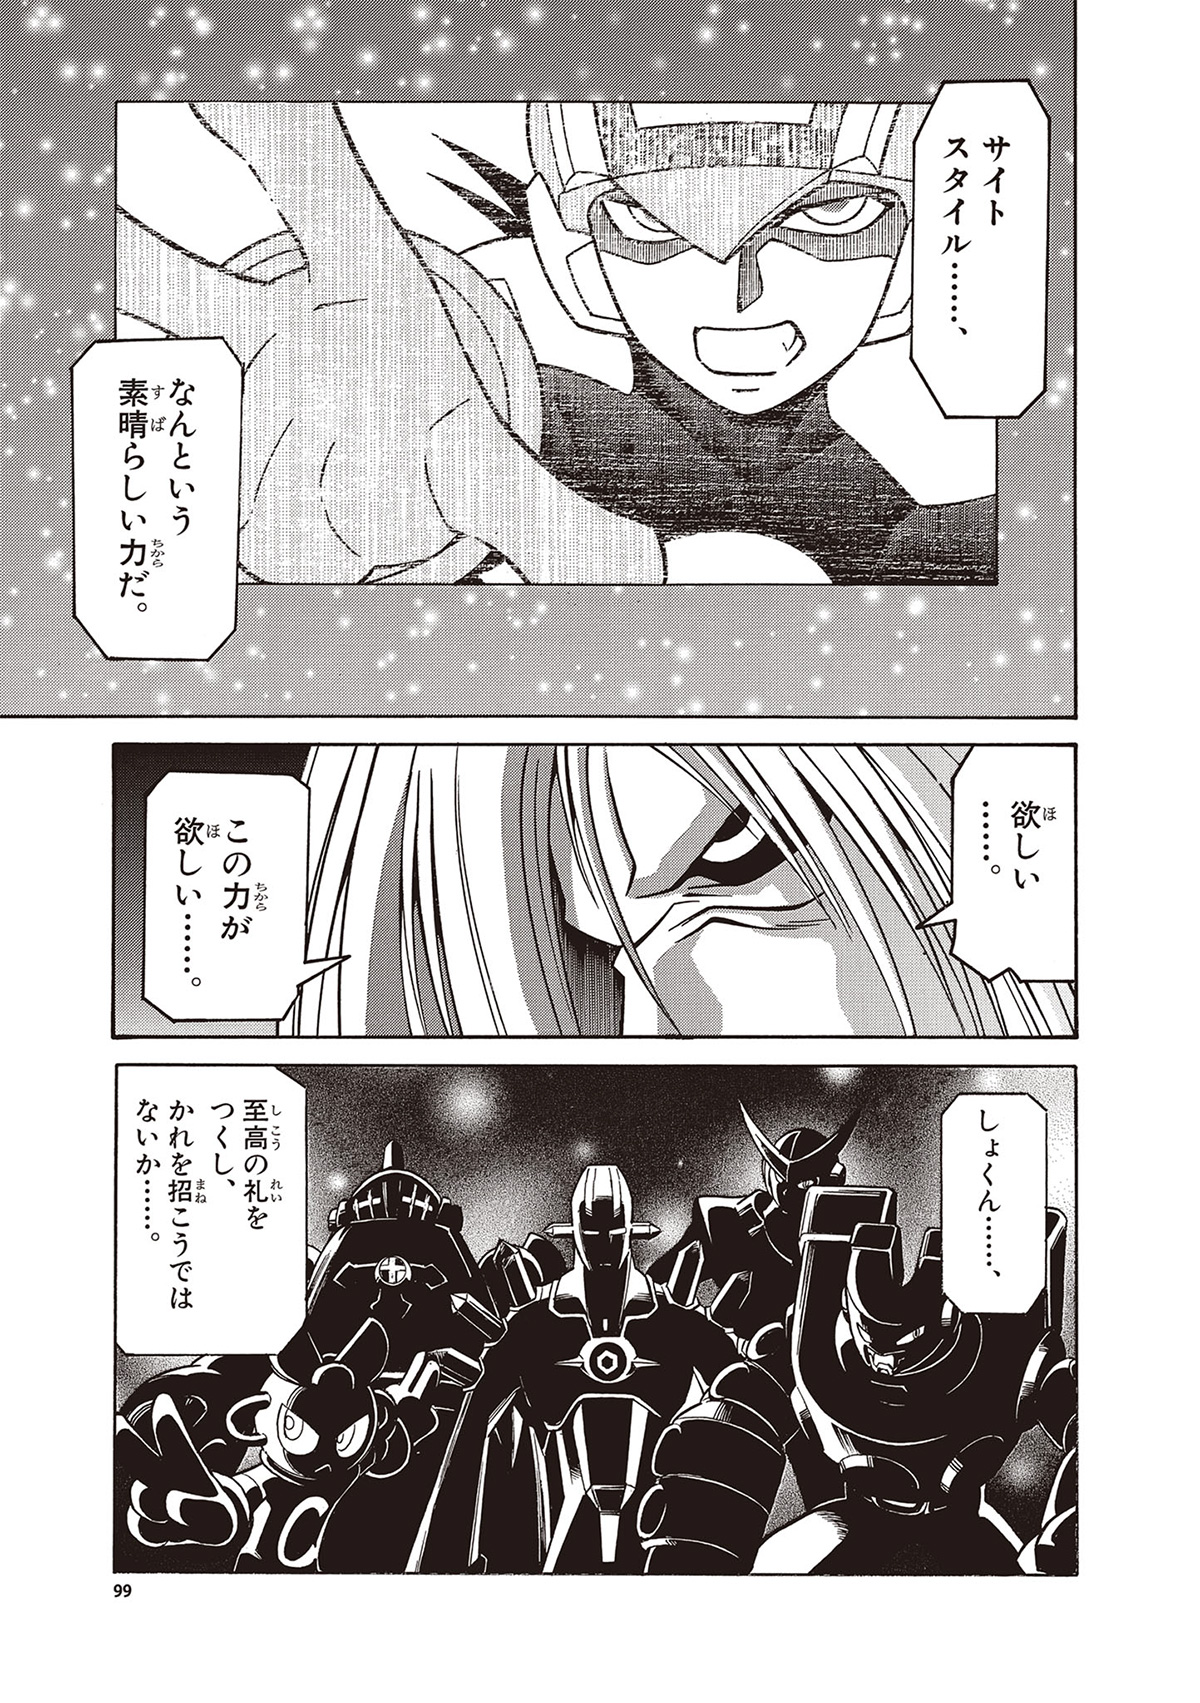 サイト
スタイル……、
なんという
素晴らしい力だ。
欲しい
……。
この力が
欲しい……。
しょくん……、
至高の礼を
つくし、
かれを招こうでは
ないか……。
99